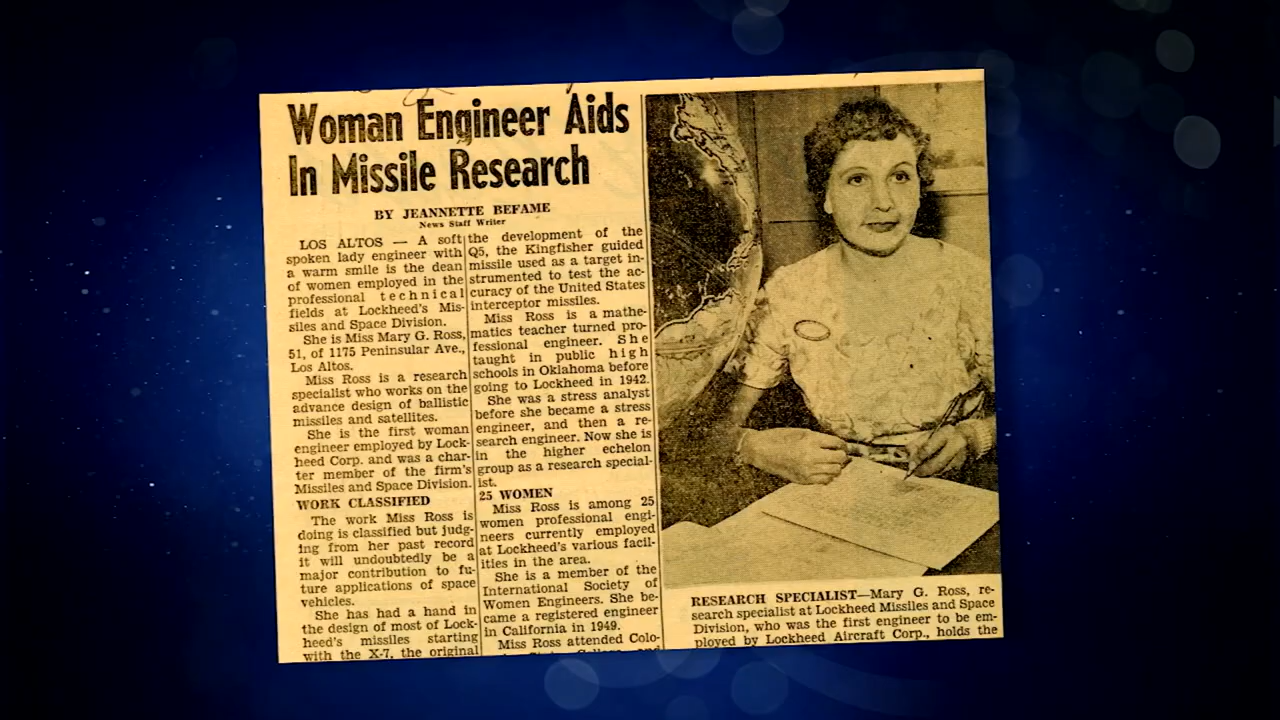 Woman Engineer Aids
In Missile Research
BY JEANNETTE BEFAME
News Staff Writer
LOS ALTOS — A soft
spoken lady engineer with
a warm smile is the dean
of women employed in the
professional technical
fields at Lockheed's Mis-
siles and Space Division.
She is Miss Mary G. Ross,
51, of 1175 Peninsular Ave.,
Los Altos.
Miss Ross is a research
specialist who works on the
advance design of ballistic
missiles and satellites.
She is the first woman
engineer employed by Lock-
heed Corp. and was a char-
ter member of the firm's
Missiles and Space Division.
WORK CLASSIFIED
The work Miss Ross is
doing is classified but judg-
ing from her past record
it will undoubtedly be a
major contribution to fu-
ture applications of space
vehicles.
She has had a hand in
the design of most of Lock-
heed's missiles starting
with the X-7, the original
the development of the
Q5, the Kingfisher guided
missile used as a target in-
strumented to test the ac-
curacy of the United States
interceptor missiles.
Miss Ross is a mathe-
matics teacher turned pro-
fessional engineer. She
taught in public high
schools in Oklahoma before
going to Lockheed in 1942.
She was a stress analyst
before she became a stress
engineer, and then a re-
search engineer. Now she is
in the higher echelon
group as a research special-
ist.
25 WOMEN
Miss Ross is among 25
women professional engi-
neers currently employed
at Lockheed's various facil-
ities in the area.
She is a member of the
International Society of
Women Engineers. She be-
came a registered engineer
in California in 1949.
Miss Ross attended Colo-
RESEARCH SPECIALIST—Mary G. Ross, re-
search specialist at Lockheed Missiles and Space
Division, who was the first engineer to be em-
ployed by Lockheed Aircraft Corp., holds the